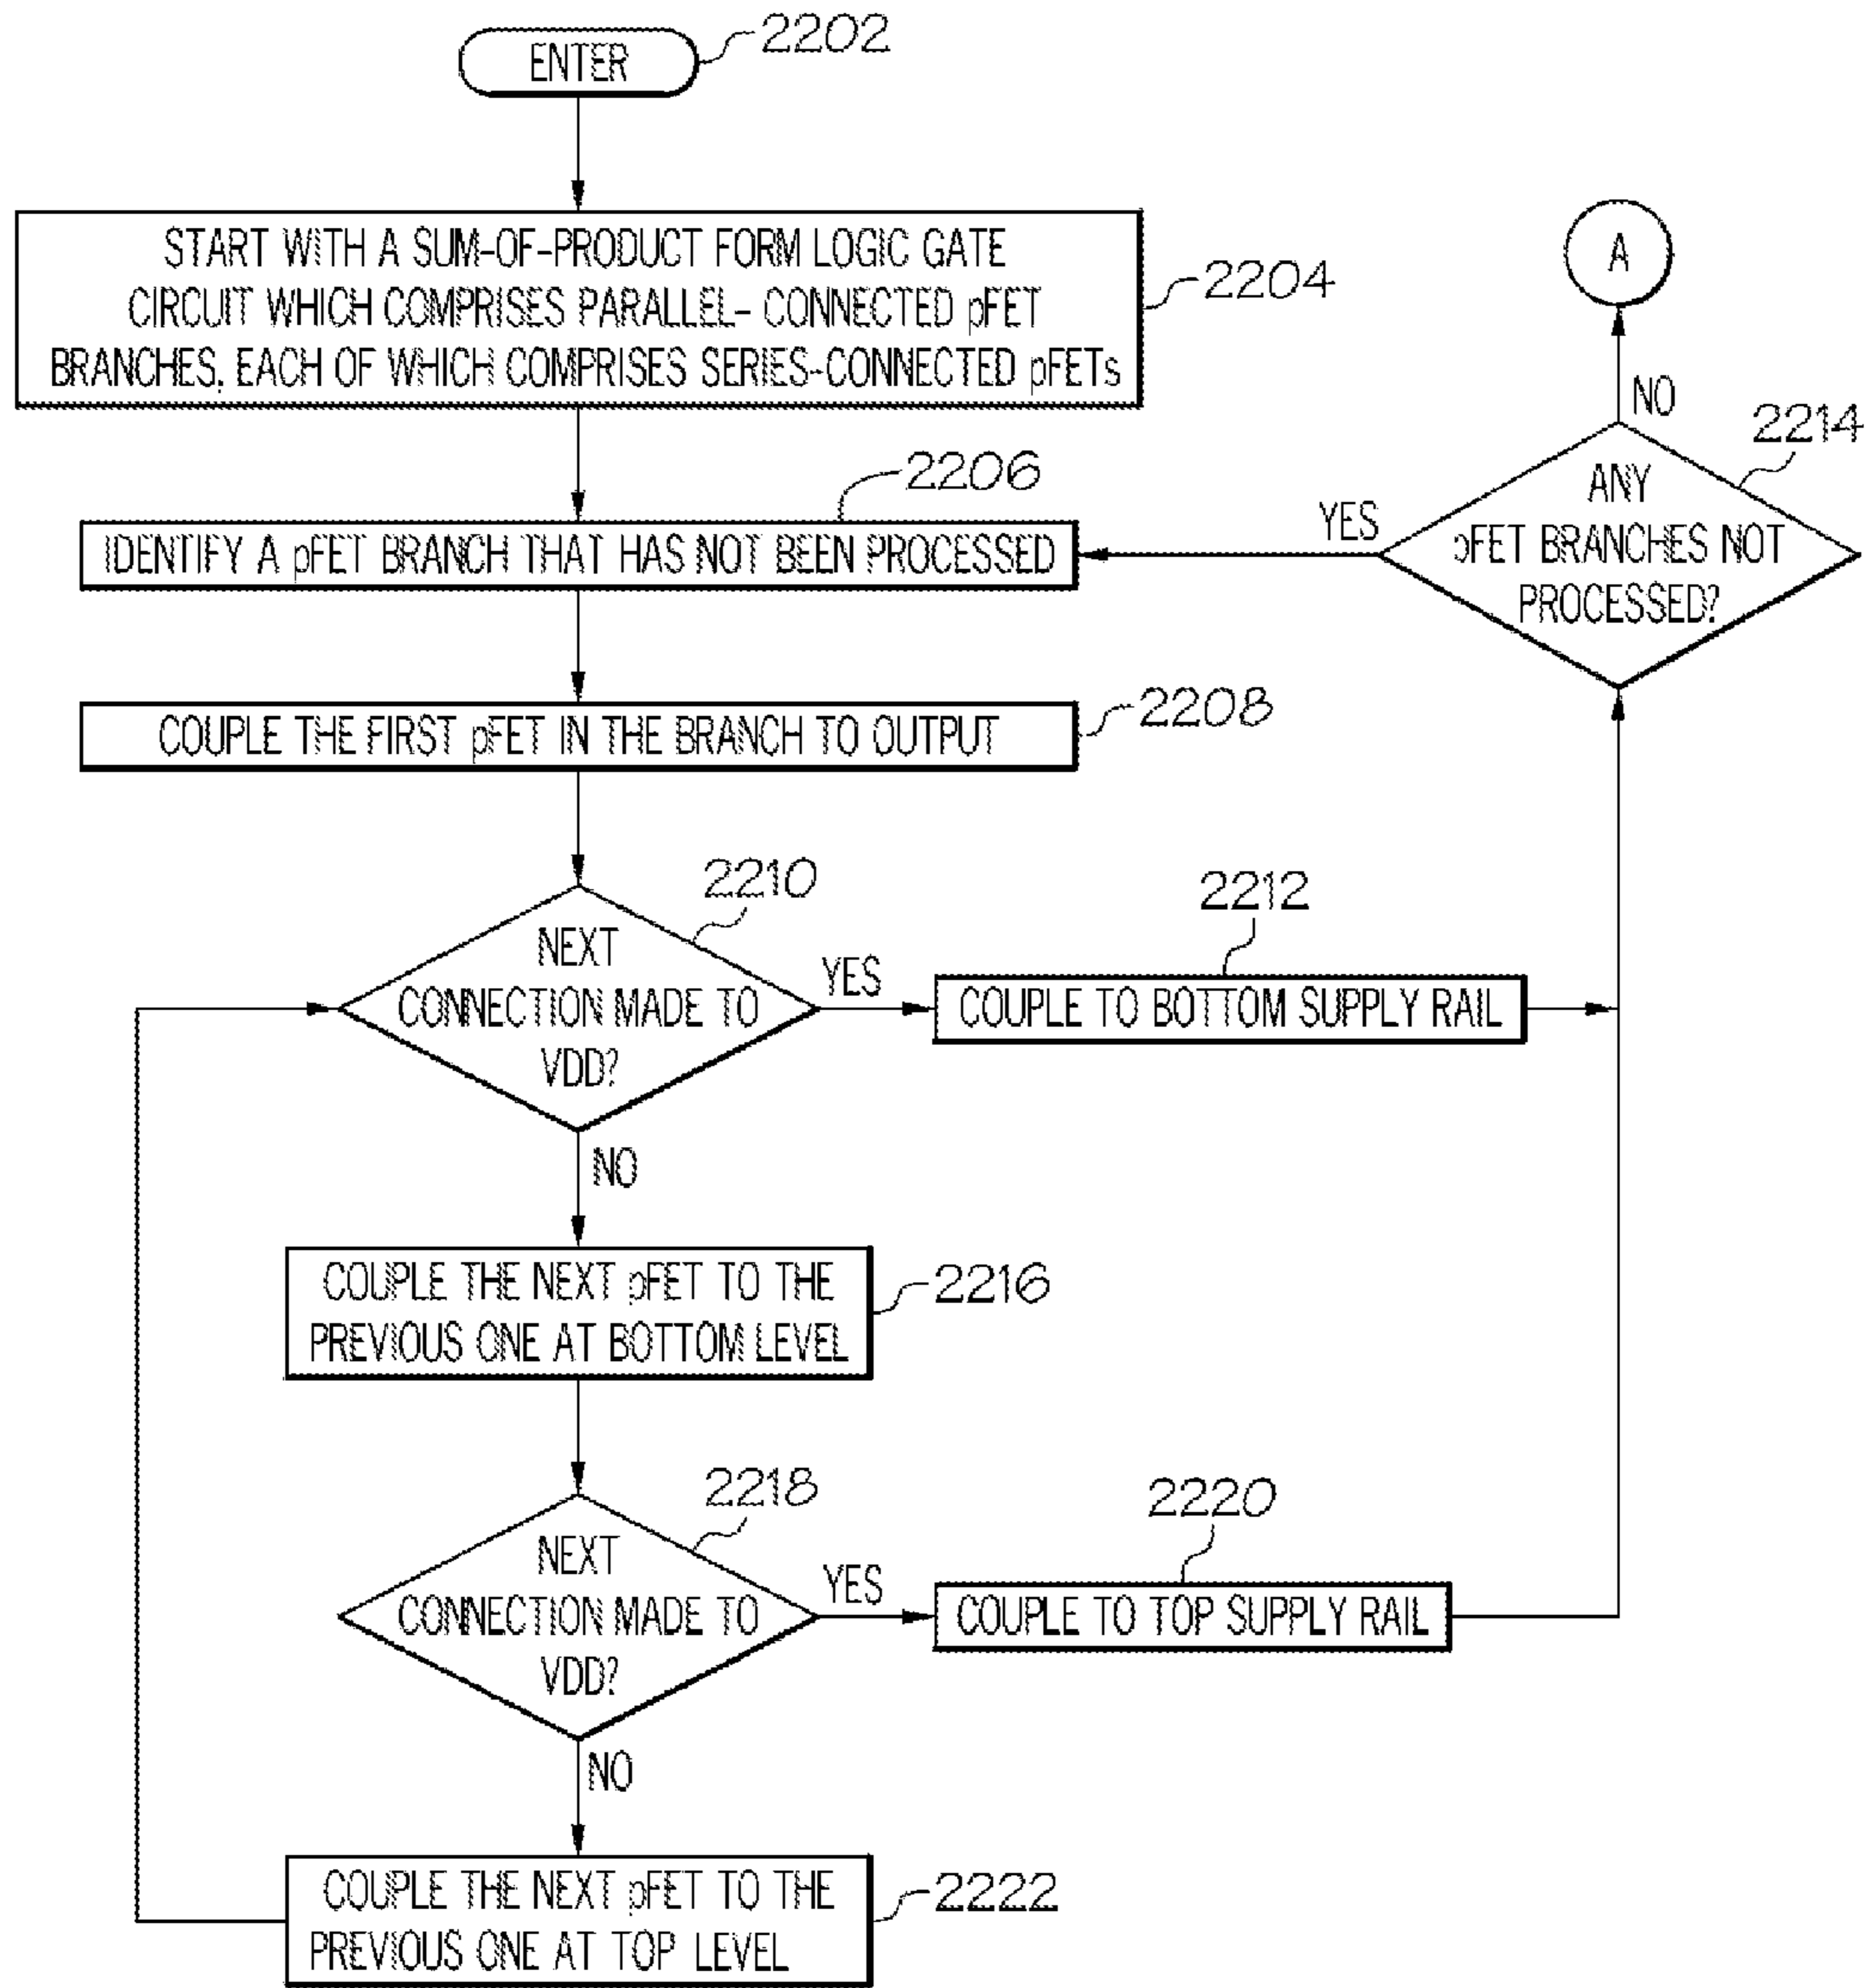 ENTER
2202
START WITH A SUM-OF-PRODUCT FORM LOGIC GATE
CIRCUIT WHICH COMPRISES PARALLEL- CONNECTED pFET
BRANCHES, EACH OF WHICH COMPRISES SERIES-CONNECTED pFETs
2204
A
NO
2214
ANY
pFET BRANCHES NOT
PROCESSED?
YES
2206
IDENTIFY A pFET BRANCH THAT HAS NOT BEEN PROCESSED
COUPLE THE FIRST pFET IN THE BRANCH TO OUTPUT
2208
2210
NEXT
CONNECTION MADE TO
VDD?
YES
2212
COUPLE TO BOTTOM SUPPLY RAIL
NO
COUPLE THE NEXT pFET TO THE
PREVIOUS ONE AT BOTTOM LEVEL
2216
2218
NEXT
CONNECTION MADE TO
VDD?
YES
2220
COUPLE TO TOP SUPPLY RAIL
NO
COUPLE THE NEXT pFET TO THE
PREVIOUS ONE AT TOP LEVEL
2222